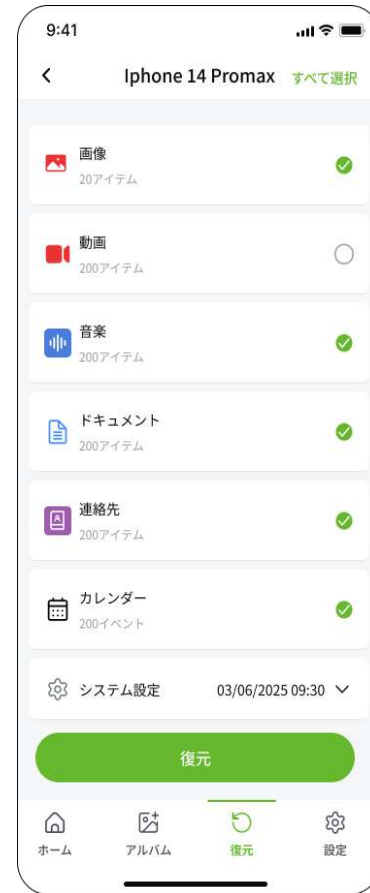 9:41
Iphone 14 Promax すべて選択
画像
20アイテム
動画
200アイテム
音楽
200アイテム
ドキュメント
200アイテム
A
連絡先
200アイテム
カレンダー
200イベント
システム設定 03/06/2025 09:30
復元
ホーム アルバム 復元 設定